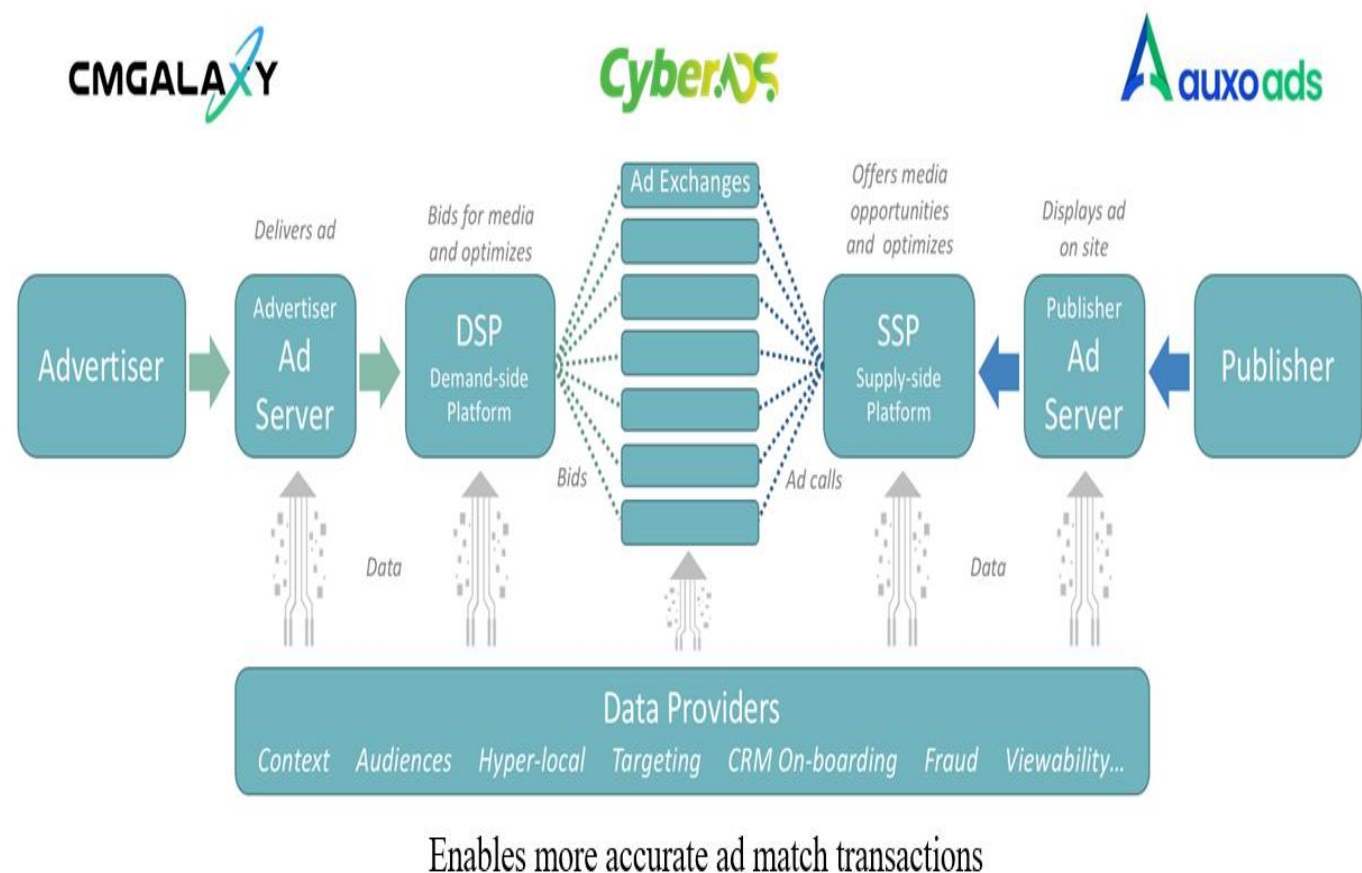 CMGALAXY
CyberADS
auxoads
Ad Exchanges
Delivers ad
Bids for media
and optimizes
Offers media
opportunities
and optimizes
Displays ad
on site
Advertiser
Advertiser
Ad
Server
DSP
Demand-side
Platform
SSP
Supply-side
Platform
Publisher
Ad
Server
Publisher
Bids
Ad calls
Data
Data
Data Providers
Context Audiences Hyper-local Targeting CRM On-boarding Fraud Viewability...
Enables more accurate ad match transactions